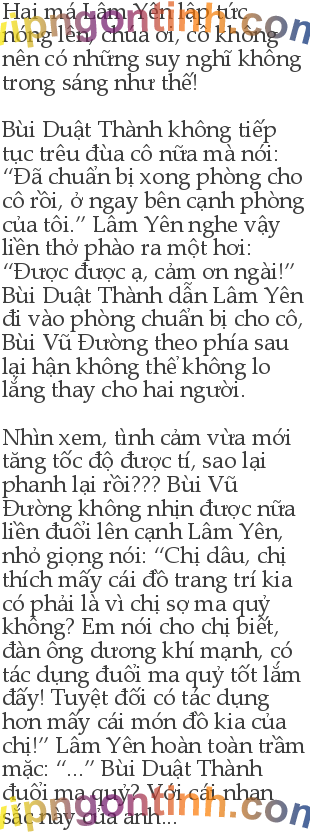 Hai má Lâm Yên lập tức
nóng lên, chúa ơi, cô không
nên có những suy nghĩ không
trong sáng như thế!
Bùi Duật Thành không tiếp
tục trêu đùa cô nữa mà nói:
“Đã chuẩn bị xong phòng cho
cô rồi, ở ngay bên cạnh phòng
của tôi.” Lâm Yên nghe vậy
liền thở phào ra một hơi:
“Được được ạ, cảm ơn ngài!”
Bùi Duật Thành dẫn Lâm Yên
đi vào phòng chuẩn bị cho cô,
Bùi Vũ Đường theo phía sau
lại hận không thể không lo
lắng thay cho hai người.
Nhìn xem, tình cảm vừa mới
tăng tốc độ được tí, sao lại
phanh lại rồi??? Bùi Vũ
Đường không nhịn được nữa
liền đuổi lên cạnh Lâm Yên,
nhỏ giọng nói: “Chị dâu, chị
thích mấy cái đồ trang trí kia
có phải là vì chị sợ ma quỷ
không? Em nói cho chị biết,
đàn ông dương khí mạnh, có
tác dụng đuổi ma quỷ tốt lắm
đấy! Tuyệt đối có tác dụng
hơn mấy cái món đồ kia của
chị!” Lâm Yên hoàn toàn trầm
mặc: “...” Bùi Duật Thành
đuổi ma quỷ? Với cái nhan
sắc này của anh...
vipngontinh.com
vipngontinh.com